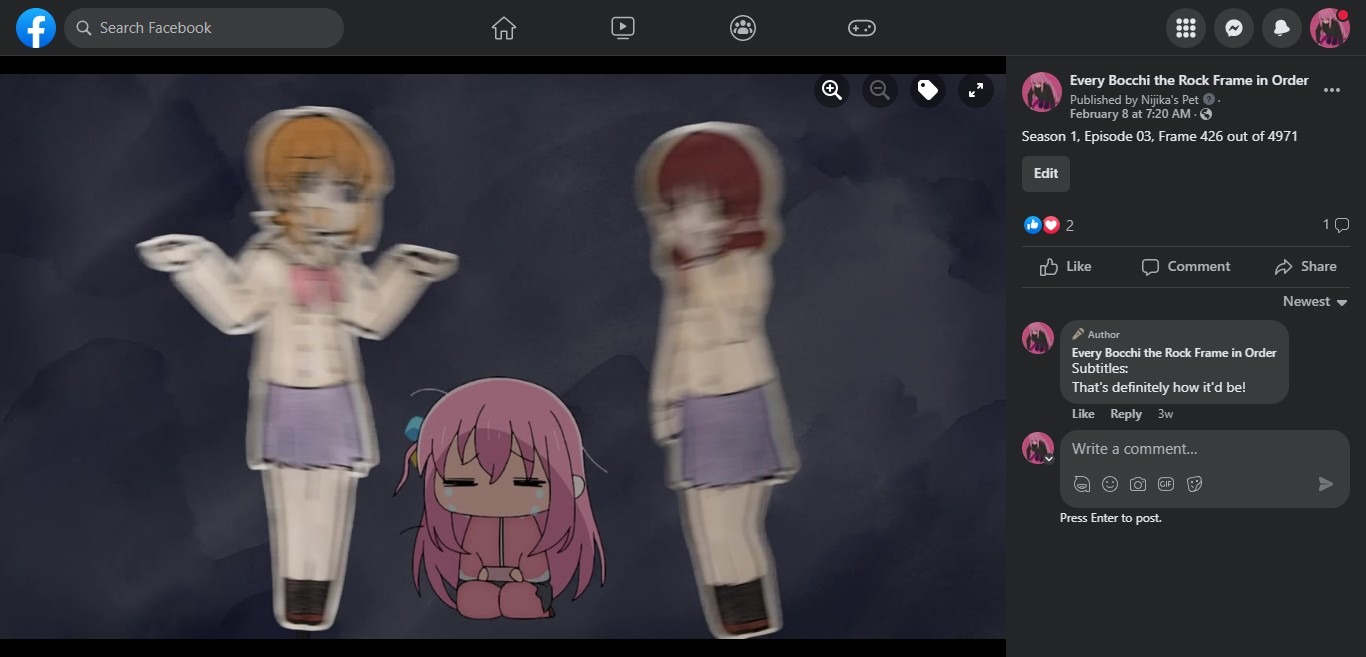 Search Facebook
Every Bocchi the Rock Frame in Order
Published by Nijika's Pet ·
February 8 at 7:20 AM ·
Season 1, Episode 03, Frame 426 out of 4971
Edit
2
1
Like
Comment
Share
Newest
Author
Every Bocchi the Rock Frame in Order
Subtitles:
That's definitely how it'd be!
Like Reply 3w
Write a comment...
GIF
Press Enter to post.